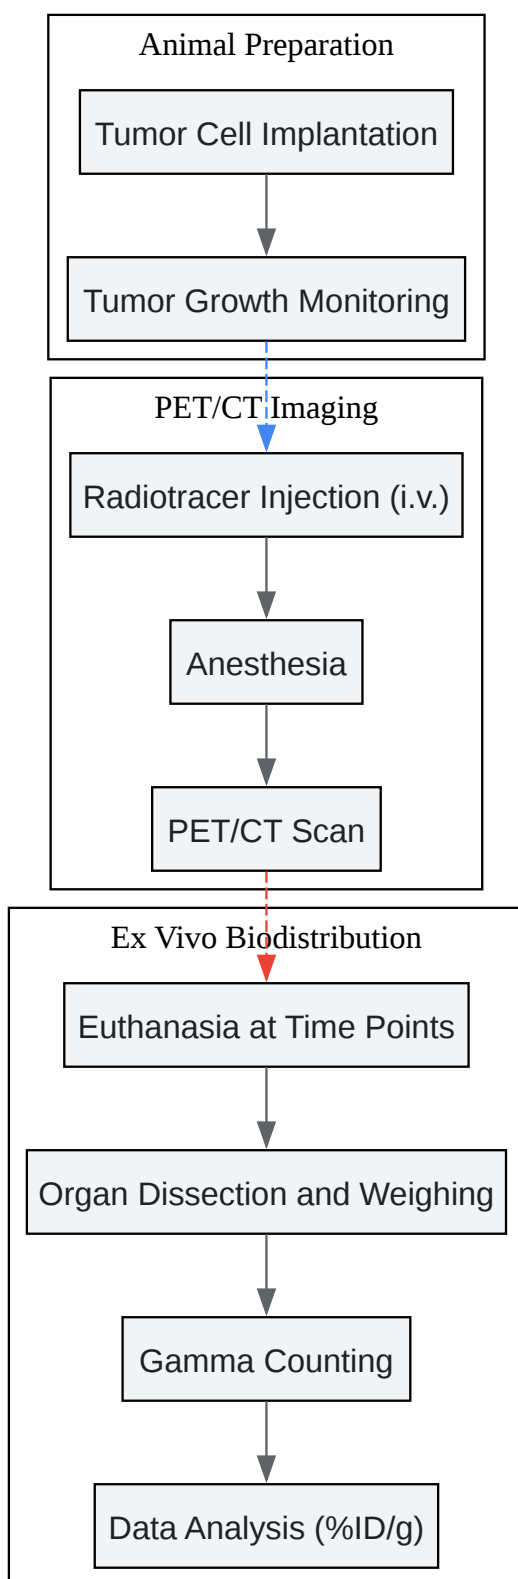 Animal Preparation
Tumor Cell Implantation
Tumor Growth Monitoring
PET/CT Imaging
Radiotracer Injection (i.v.)
Anesthesia
PET/CT Scan
Ex Vivo Biodistribution
Euthanasia at Time Points
Organ Dissection and Weighing
Gamma Counting
Data Analysis (%ID/g)